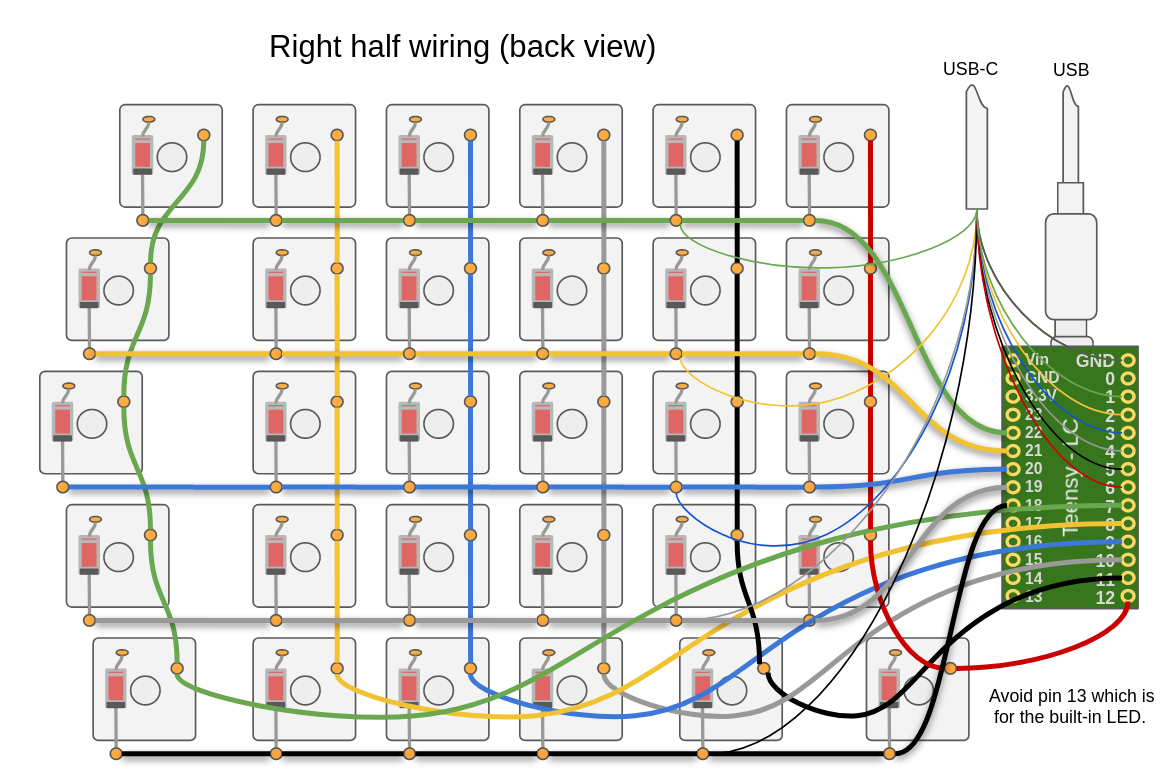 Right half wiring (back view)
USB-C
USB
Vin
GND
GND
0
3.3V
1
23
2
22
3
21
4
20
5
19
6
18
7
17
8
16
9
15
10
14
11
13
12
Teensy - LC
Avoid pin 13 which is
for the built-in LED.